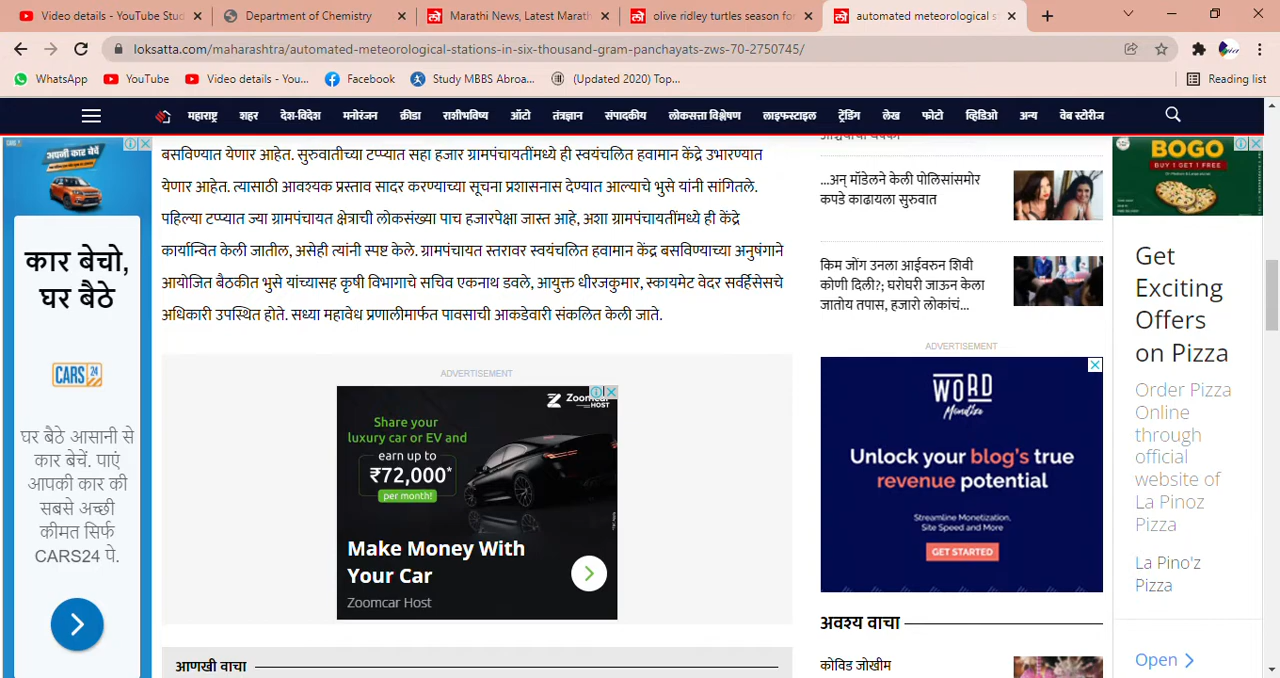 Video details - YouTube Stud
Department of Chemistry
Marathi News, Latest Marath
olive ridley turtles season for
automated meteorological st
loksatta.com/maharashtra/automated-meteorological-stations-in-six-thousand-gram-panchayats-zws-70-2750745/
WhatsApp
YouTube
Video details - You...
Facebook
Study MBBS Abroa...
(Updated 2020) Top...
Reading list
महाराष्ट्र
शहर
देश-विदेश
मनोरंजन
क्रीडा
राशीभविष्य
ऑटो
तंत्रज्ञान
संपादकीय
लोकसत्ता विश्लेषण
लाइफस्टाइल
ट्रेंडिंग
लेख
फोटो
व्हिडिओ
अन्य
वेब स्टोरीज
बसविण्यात येणार आहेत. सुरुवातीच्या टप्प्यात सहा हजार ग्रामपंचायतींमध्ये ही स्वयंचलित हवामान केंद्रे उभारण्यात
येणार आहेत. त्यासाठी आवश्यक प्रस्ताव सादर करण्याच्या सूचना प्रशासनास देण्यात आल्याचे भुसे यांनी सांगितले.
पहिल्या टप्प्यात ज्या ग्रामपंचायत क्षेत्राची लोकसंख्या पाच हजारपेक्षा जास्त आहे, अशा ग्रामपंचायतींमध्ये ही केंद्रे
कार्यान्वित केली जातील, असेही त्यांनी स्पष्ट केले. ग्रामपंचायत स्तरावर स्वयंचलित हवामान केंद्र बसविण्याच्या अनुषंगाने
आयोजित बैठकीत भुसे यांच्यासह कृषी विभागाचे सचिव एकनाथ डवले, आयुक्त धीरजकुमार, स्कायमेट वेदर सर्व्हिसेसचे
अधिकारी उपस्थित होते. सध्या महावेध प्रणालीमार्फत पावसाची आकडेवारी संकलित केली जाते.
ADVERTISEMENT
Zoomcar
HOST
Share your
luxury car or EV and
earn up to
₹72,000*
per month!
Make Money With
Your Car
Zoomcar Host
आणखी वाचा
अपनी कार बेचें
कार बेचो,
घर बैठे
CARS 24
घर बैठे आसानी से
कार बेचें. पाएं
आपकी कार की
सबसे अच्छी
कीमत सिर्फ
CARS24 पे.
...अन् मॉडेलने केली पोलिसांसमोर
कपडे काढायला सुरुवात
किम जोंग उनला आईवरुन शिवी
कोणी दिली?; घरोघरी जाऊन केला
जातोय तपास, हजारो लोकांचं...
ADVERTISEMENT
WORD
Monetize
Unlock your blog's true
revenue potential
Streamline Monetization,
Site Speed and More
GET STARTED
अवश्य वाचा
कोविड जोखीम
BOGO
BUY 1 GET 1 FREE
Get
Exciting
Offers
on Pizza
Order Pizza
Online
through
official
website of
La Pinoz
Pizza
La Pino'z
Pizza
Open